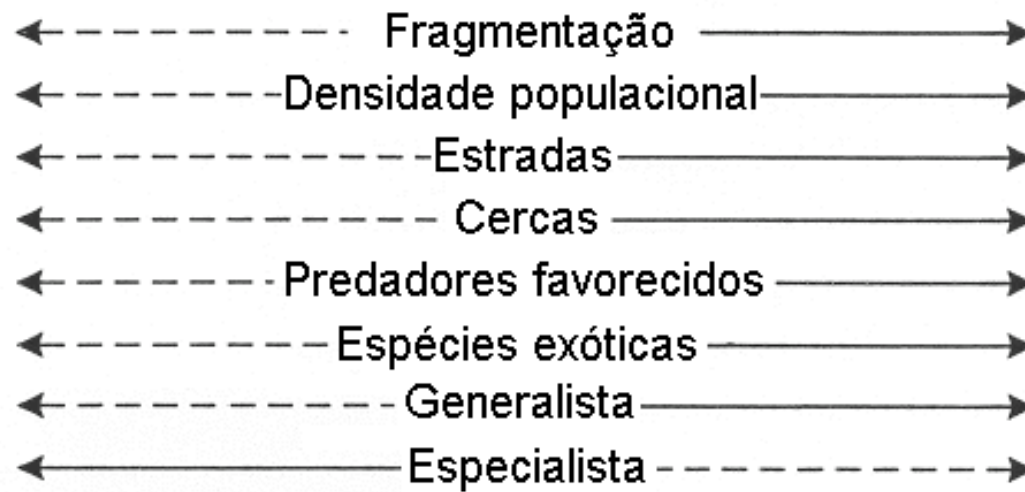 Fragmentação
Densidade populacional
Estradas
Cercas
Predadores favorecidos
Espécies exóticas
Generalista
Especialista